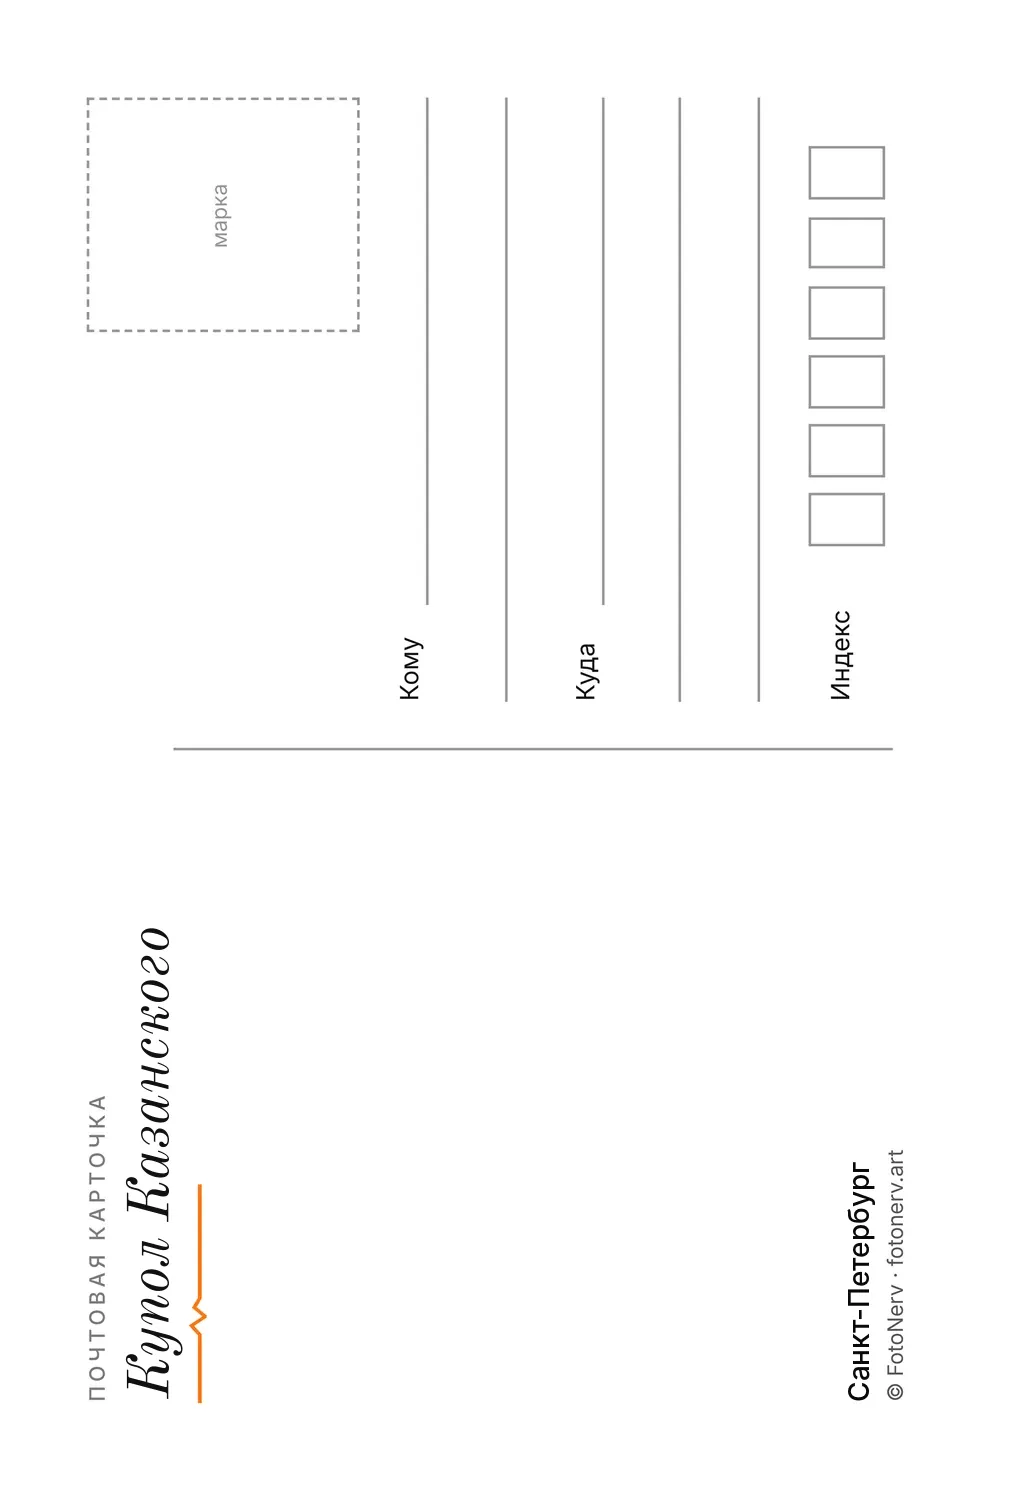 ПОЧТОВАЯ КАРТОЧКА
Купол Казанского
Санкт-Петербург
© FotoNerv · fotonerv.art
марка
Кому
Куда
Индекс